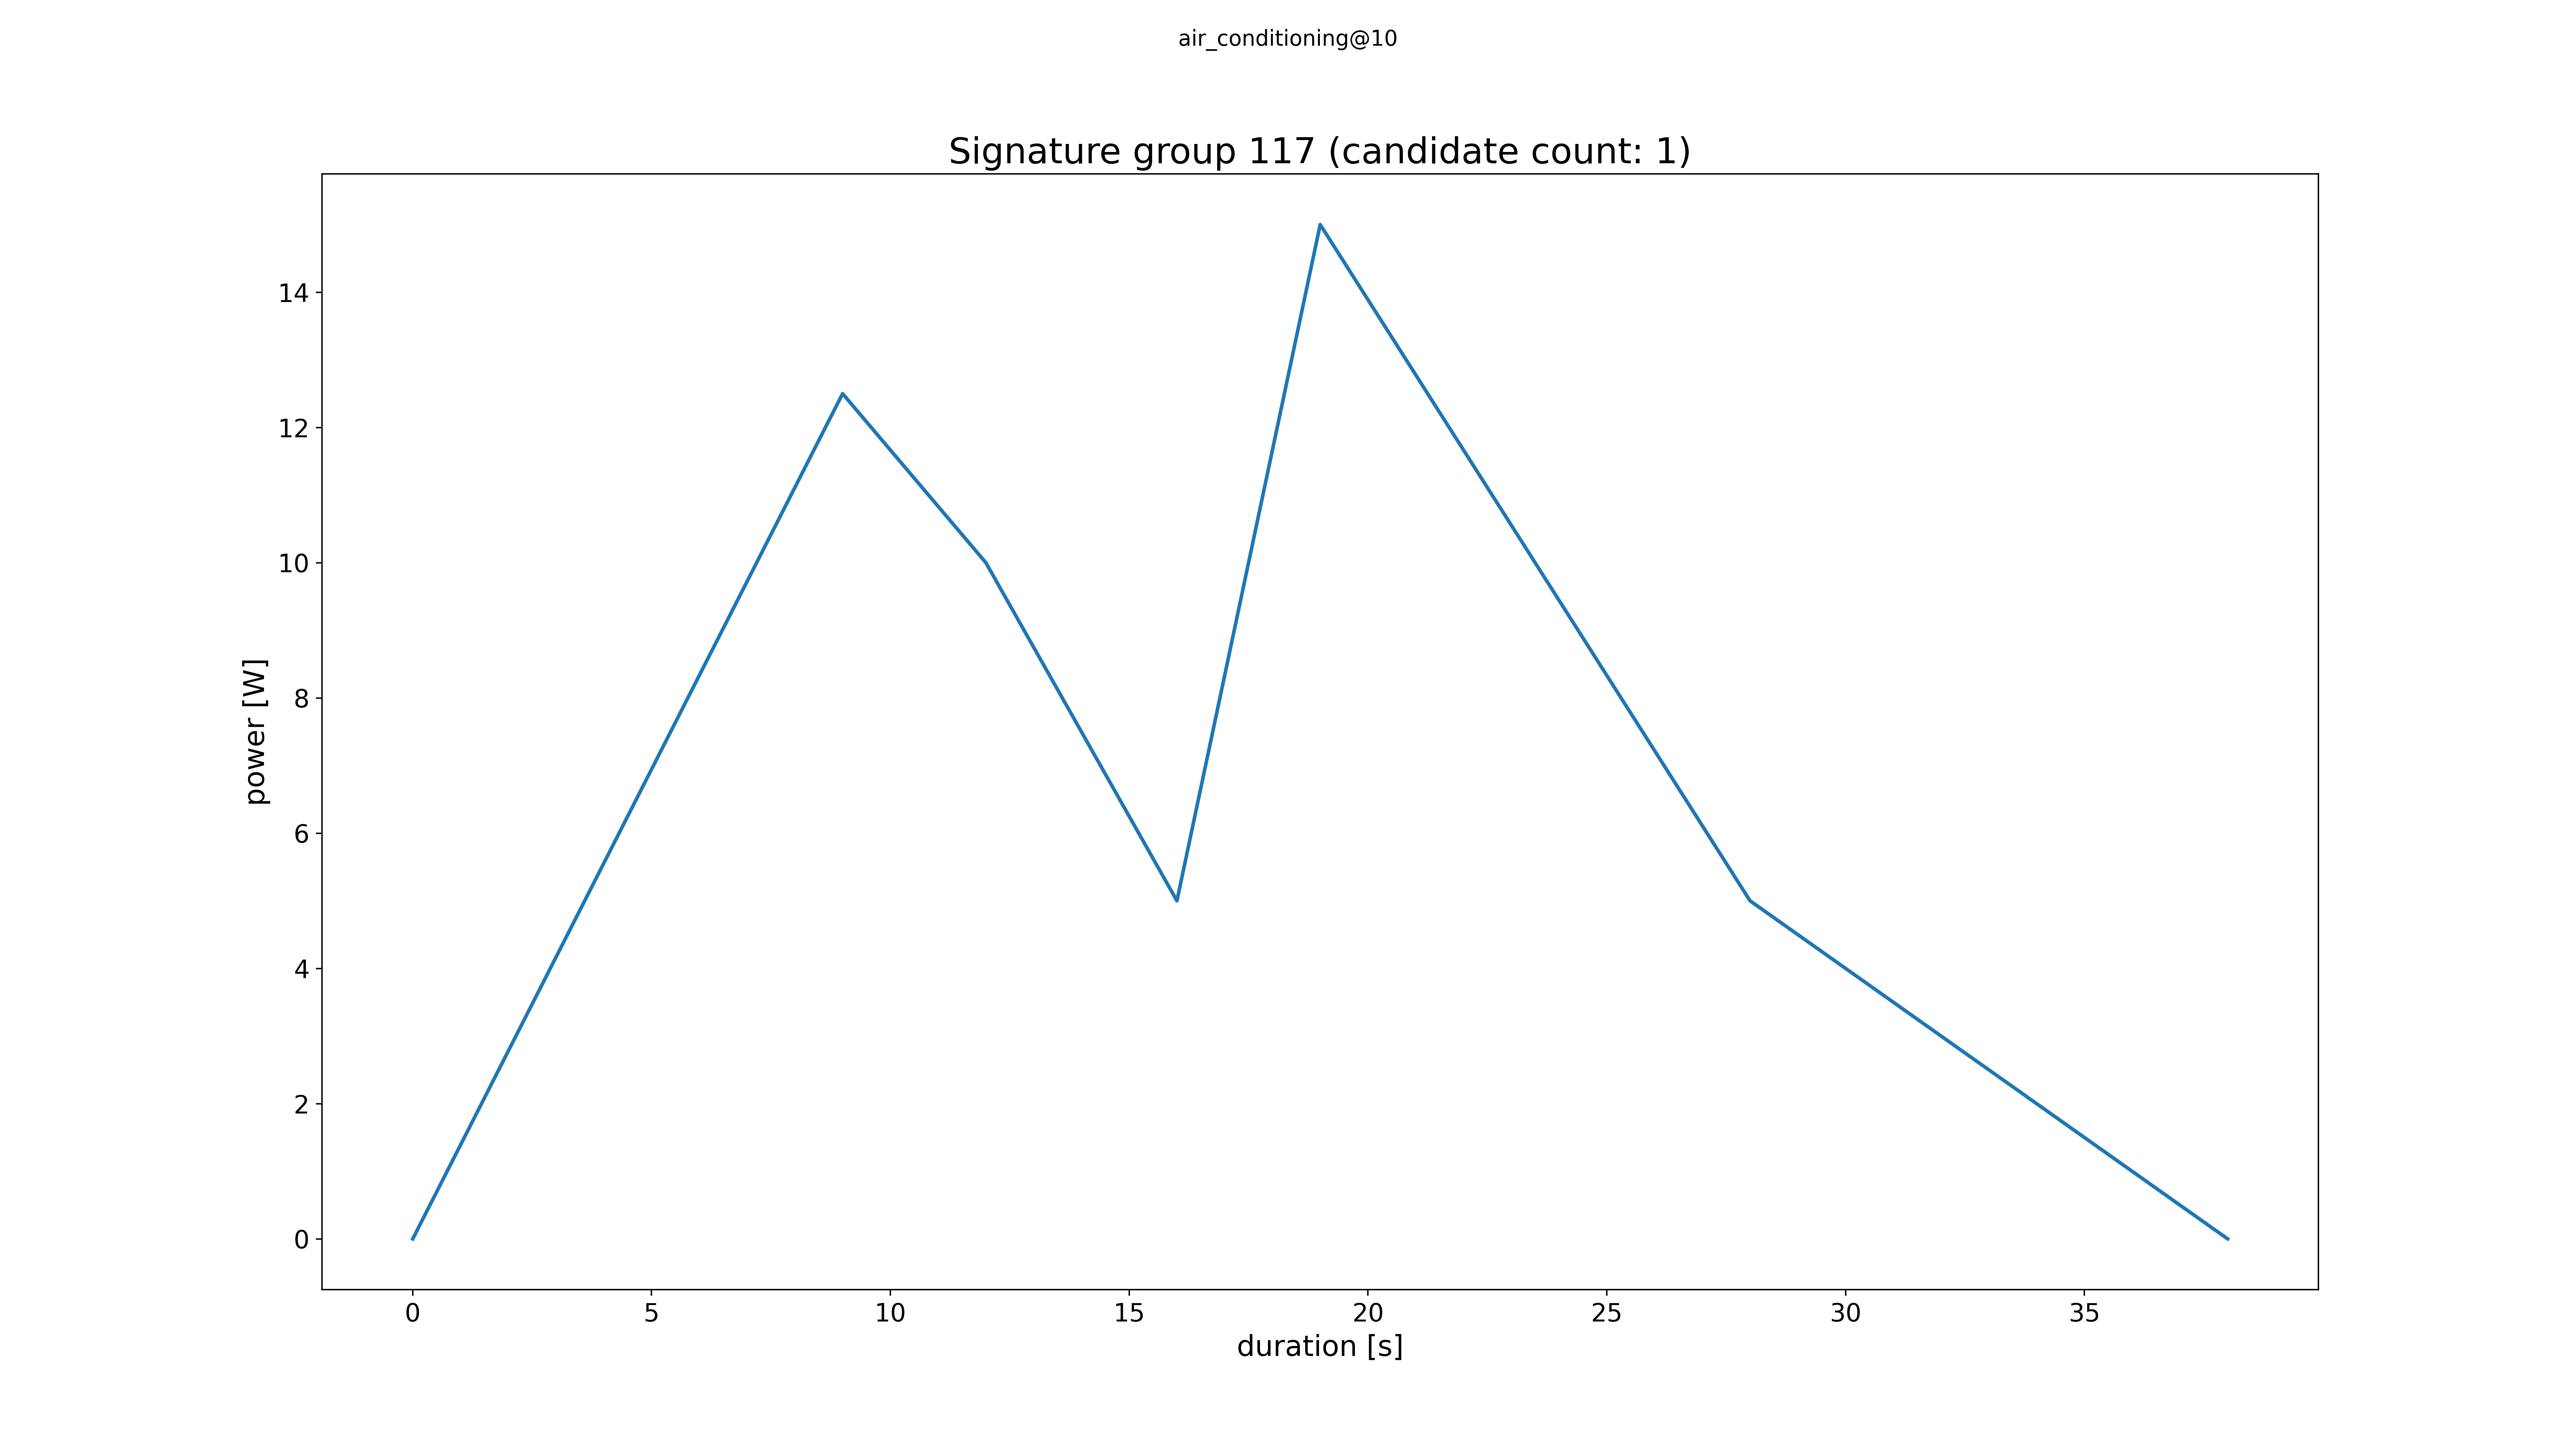 air_conditioning@10
Signature group 117 (candidate count: 1)
14
12
10
8
6
4
2
0
power [W]
0 5 10 15 20 25 30 35
duration [s]